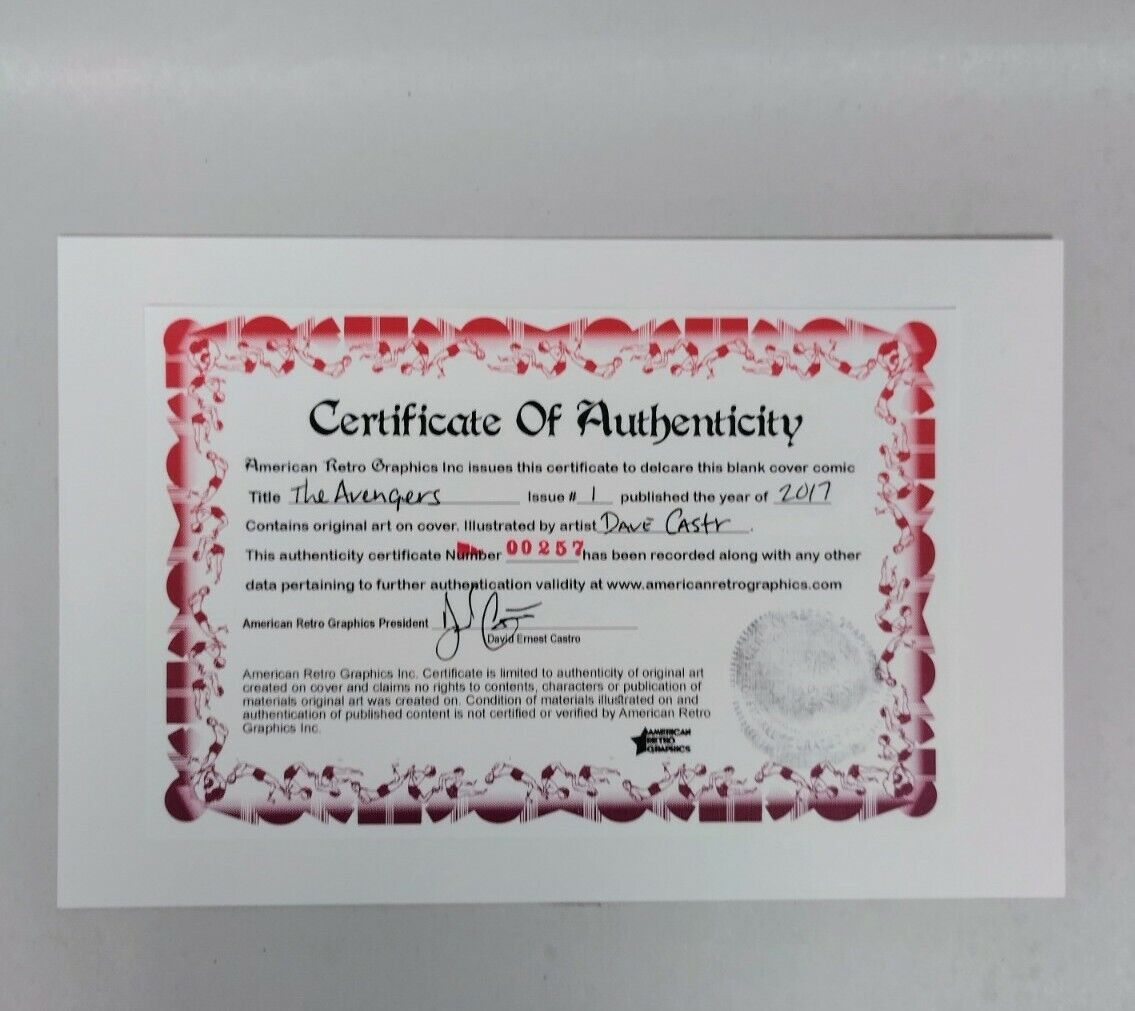 Certificate Of Authenticity
American Retro Graphics Inc issues this certificate to delcare this blank cover comic
Title The Avengers Issue # 1 published the year of 2017
Contains original art on cover. Illustrated by artist Dave Castr.
This authenticity certificate Number 00257 has been recorded along with any other
data pertaining to further authentication validity at www.americanretrographics.com
American Retro Graphics President
David Ernest Castro
American Retro Graphics Inc. Certificate is limited to authenticity of original art
created on cover and claims no rights to contents, characters or publication of
materials original art was created on. Condition of materials illustrated on and
authentication of published content is not certified or verified by American Retro
Graphics Inc.
AMERICAN
RETRO
GRAPHICS